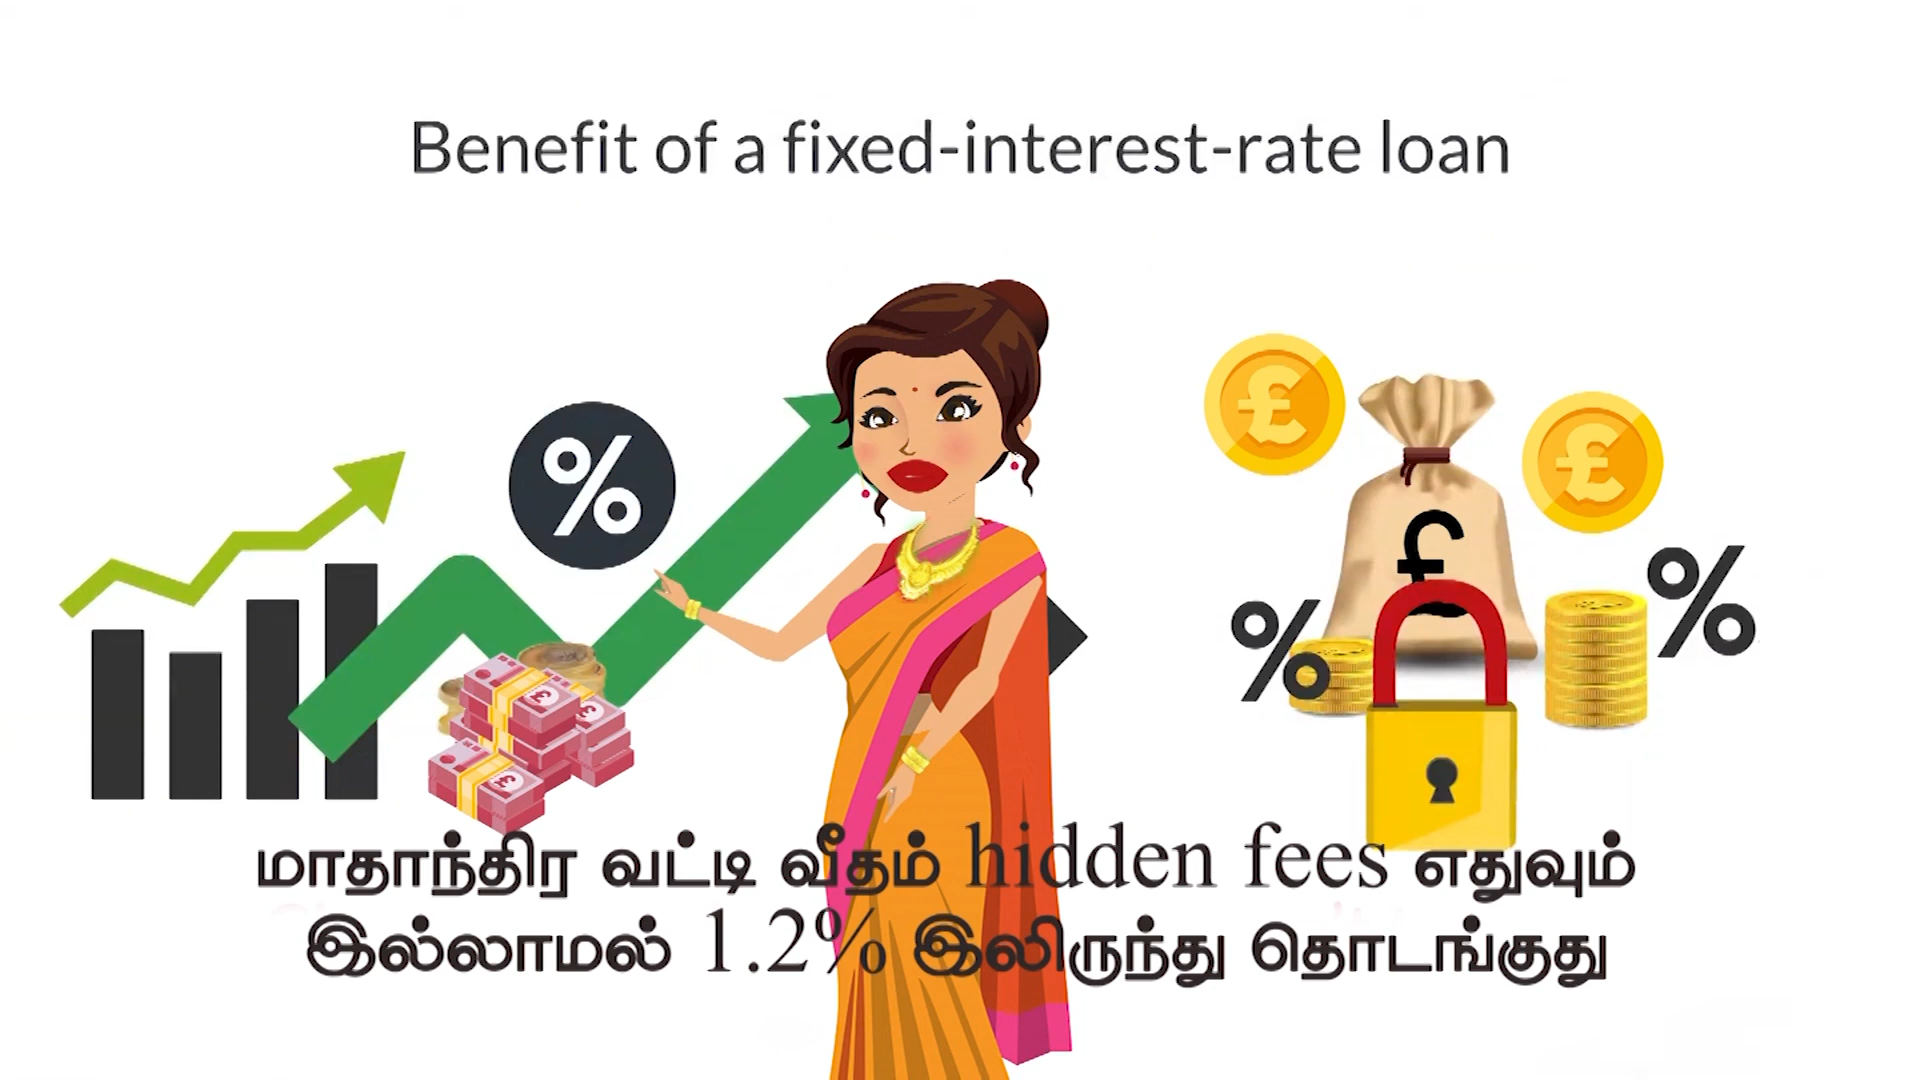 Benefit of a fixed-interest-rate loan
%
£
£
£
%
%
மாதாந்திர வட்டி வீதம் hidden fees எதுவும்
இல்லாமல் 1.2% இலிருந்து தொடங்குது